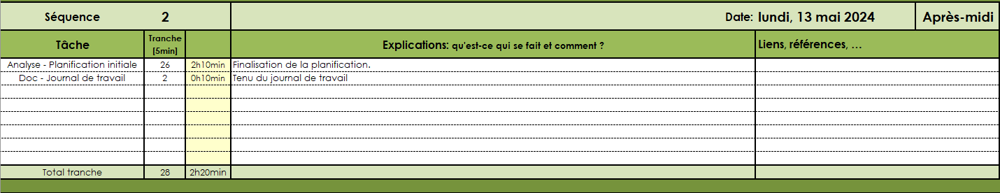 Séquence 2 Date: lundi, 13 mai 2024 Après-midi
Tâche Tranche [5min] Explications: qu'est-ce qui se fait et comment ? Liens, références, ...
Analyse - Planification initiale 26 2h10min Finalisation de la planification.
Doc - Journal de travail 2 0h10min Tenu du journal de travail
Total tranche 28 2h20min